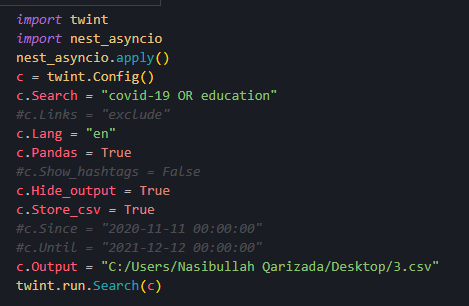 import twint
import nest_asyncio
nest_asyncio.apply()
c = twint.Config()
c.Search = "covid-19 OR education"
#c.Links = "exclude"
c.Lang = "en"
c.Pandas = True
#c.Show_hashtags = False
c.Hide_output = True
c.Store_csv = True
#c.Since = "2020-11-11 00:00:00"
#c.Until = "2021-12-12 00:00:00"
c.Output = "C:/Users/Nasibullah Qarizada/Desktop/3.csv"
twint.run.Search(c)